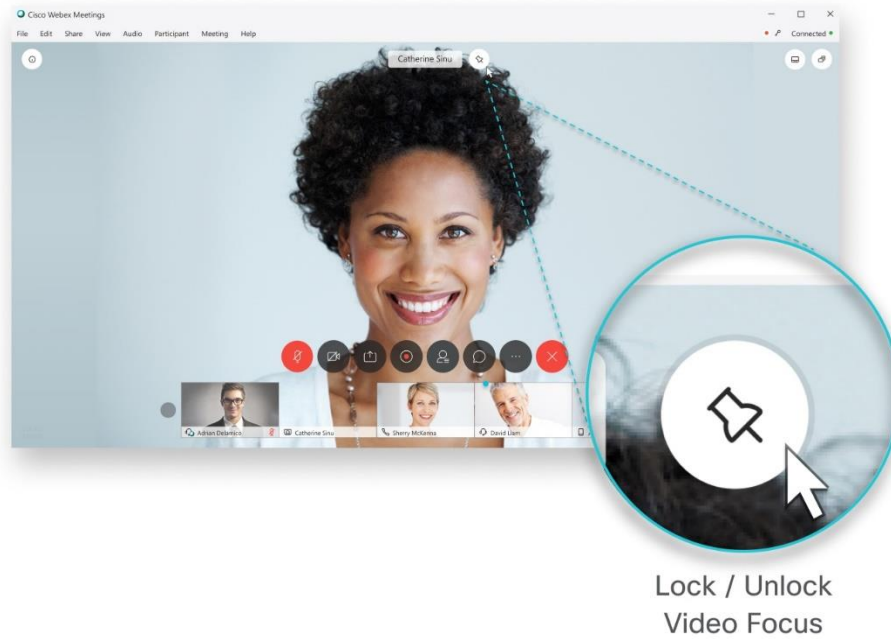 Cisco Webex Meetings
File Edit Share View Audio Participant Meeting Help
Connected
Catherine Sinu
Adrian Delamico
Catherine Sinu
Sherry McKenna
David Liam
Lock / Unlock
Video Focus